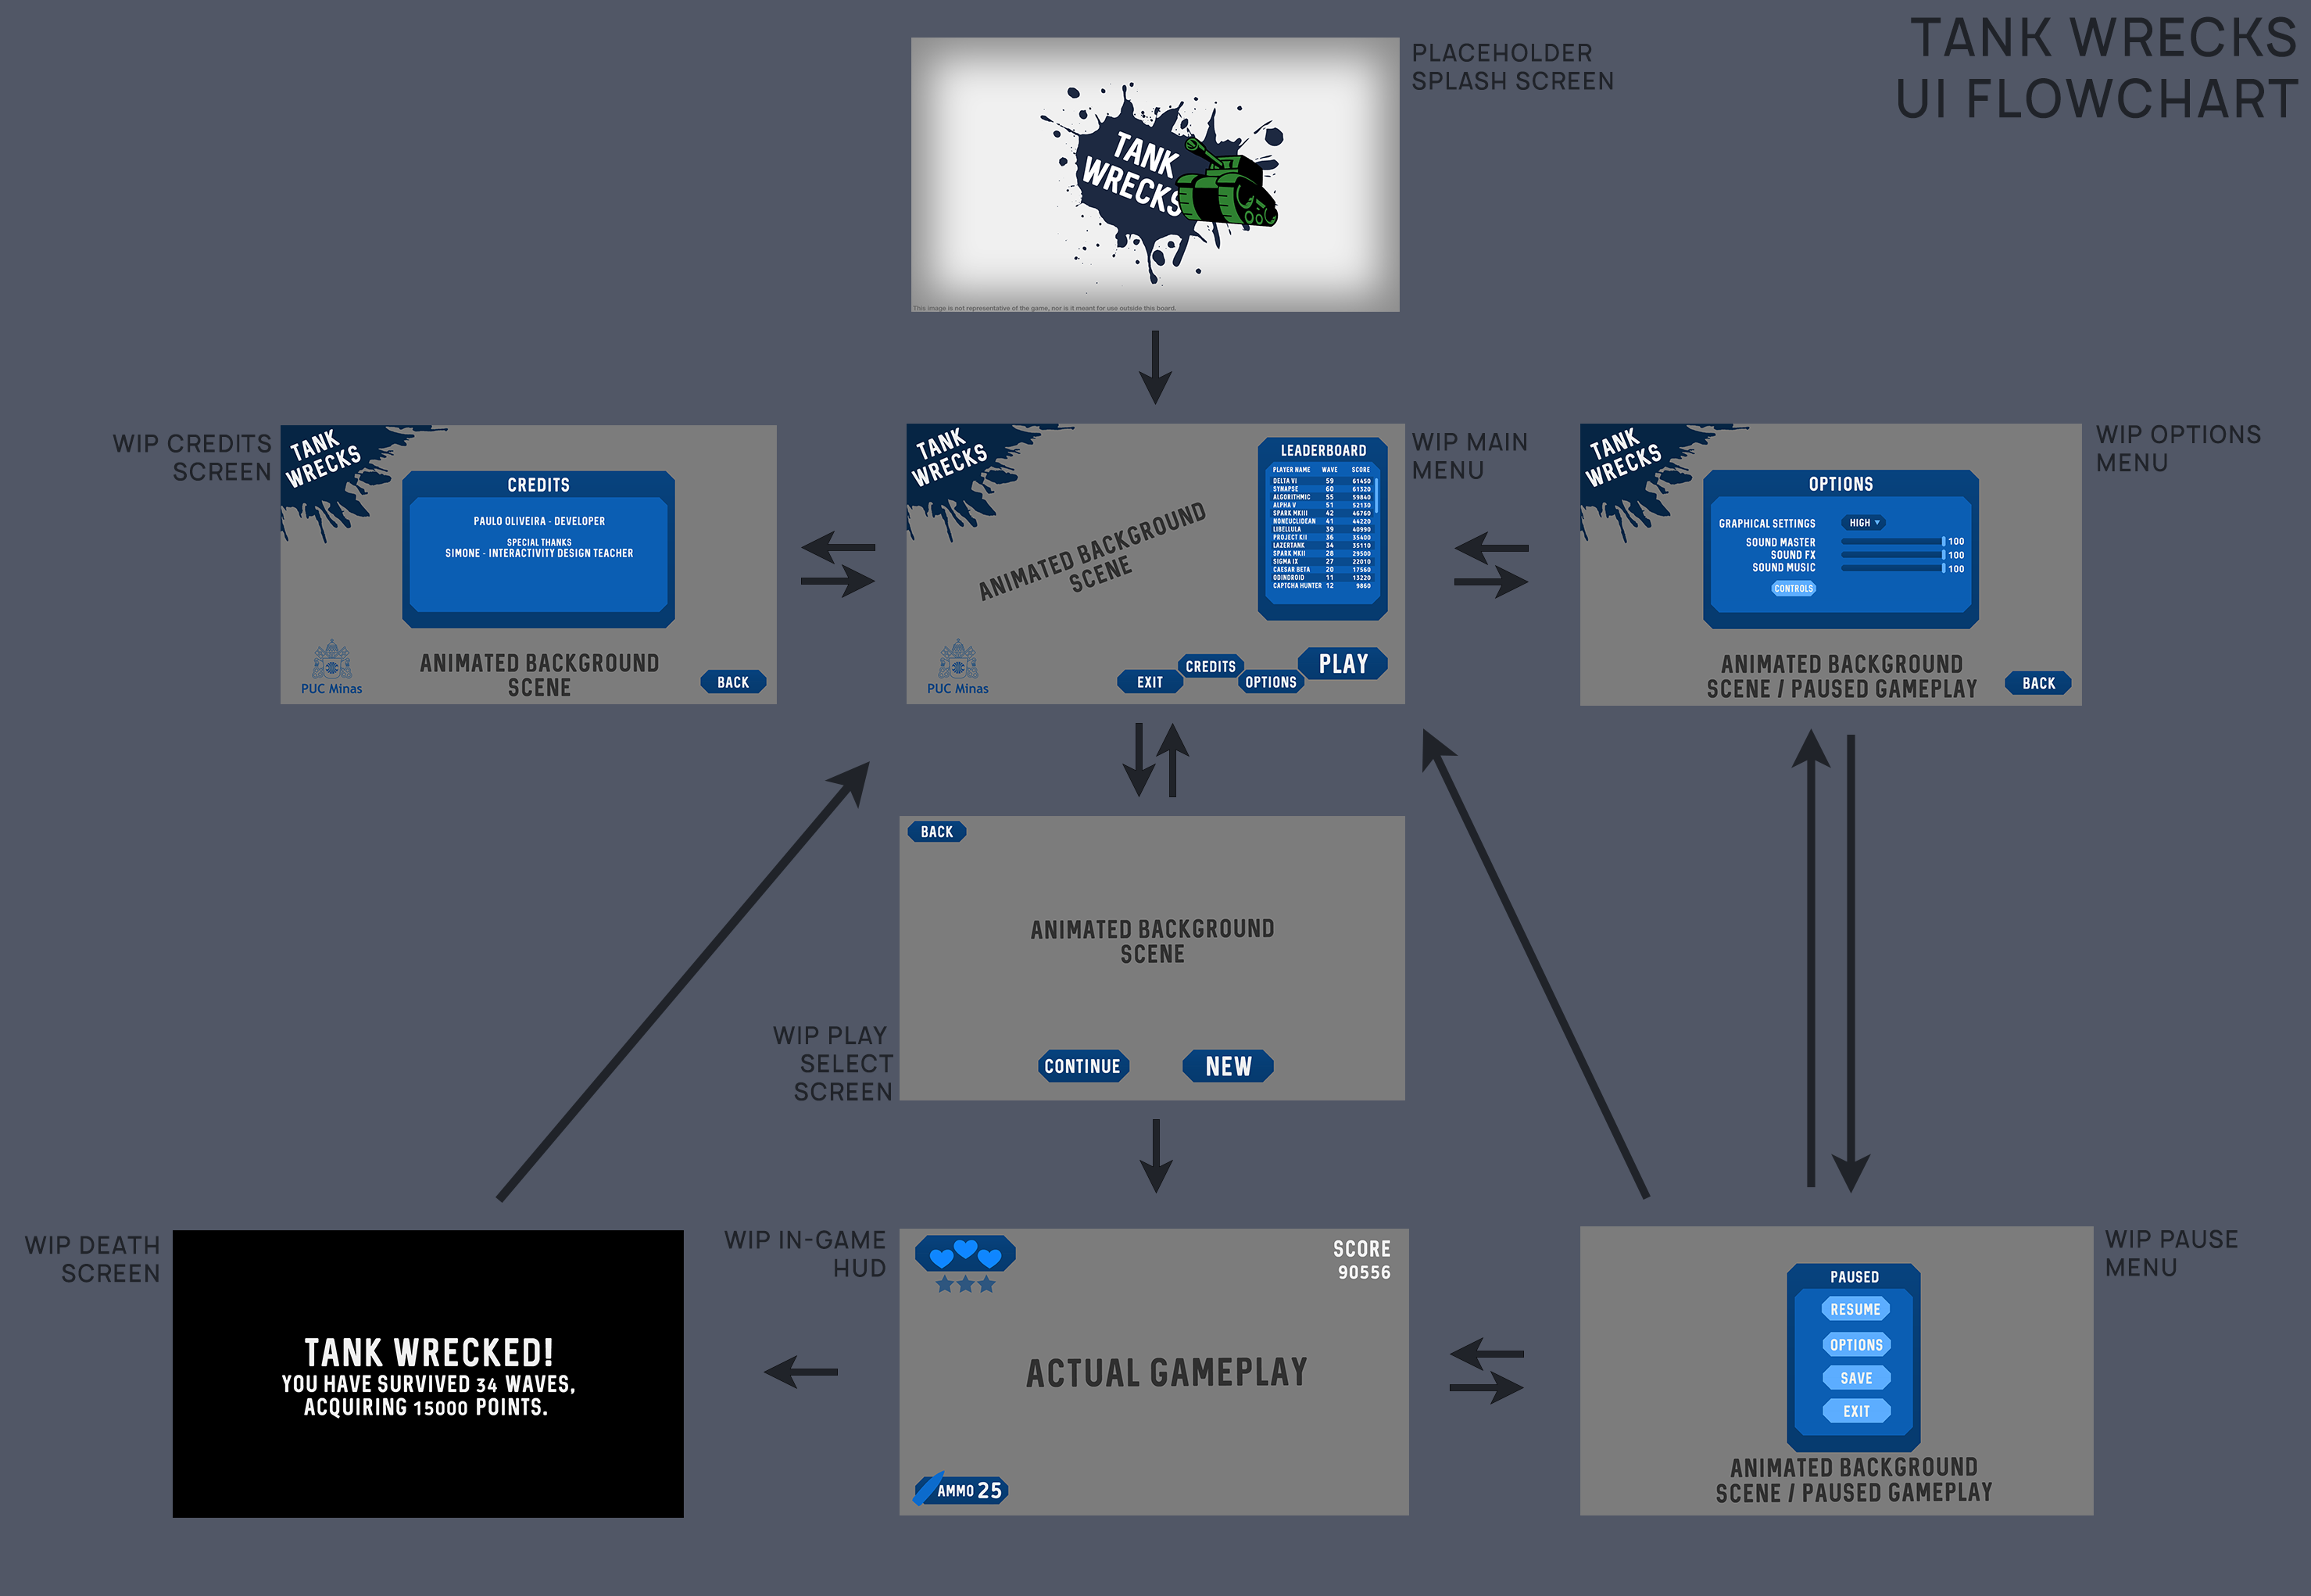 TANK WRECKS
UI FLOWCHART
PLACEHOLDER
SPLASH SCREEN
TANK
WRECKS
This image is not representative of the game, nor is it meant for use outside this board.
WIP CREDITS
SCREEN
TANK
WRECKS
CREDITS
PAULO OLIVEIRA - DEVELOPER
SPECIAL THANKS
SIMONE - INTERACTIVITY DESIGN TEACHER
PUC Minas
ANIMATED BACKGROUND
SCENE
BACK
WIP MAIN
MENU
TANK
WRECKS
ANIMATED BACKGROUND
SCENE
LEADERBOARD
PLAYER NAME WAVE SCORE
DELTA VI 59 61450
SYNAPSE 60 61320
ALGORITHMIC 55 59840
ALPHA V 51 52130
SPARK MKIII 42 46760
NONEUCLIDEAN 41 44220
LIBELLULA 39 40990
PROJECT KII 36 35400
LAZERTANK 34 35110
SPARK MKII 28 29500
SIGMA IX 27 22010
CAESAR BETA 20 17560
ODINDROID 11 13220
CAPTCHA HUNTER 12 9860
PUC Minas
EXIT
CREDITS
OPTIONS
PLAY
WIP OPTIONS
MENU
TANK
WRECKS
OPTIONS
GRAPHICAL SETTINGS HIGH
SOUND MASTER 100
SOUND FX 100
SOUND MUSIC 100
CONTROLS
ANIMATED BACKGROUND
SCENE / PAUSED GAMEPLAY
BACK
WIP PLAY
SELECT
SCREEN
BACK
ANIMATED BACKGROUND
SCENE
CONTINUE
NEW
WIP DEATH
SCREEN
TANK WRECKED!
YOU HAVE SURVIVED 34 WAVES,
ACQUIRING 15000 POINTS.
WIP IN-GAME
HUD
SCORE
90556
ACTUAL GAMEPLAY
AMMO 25
WIP PAUSE
MENU
PAUSED
RESUME
OPTIONS
SAVE
EXIT
ANIMATED BACKGROUND
SCENE / PAUSED GAMEPLAY